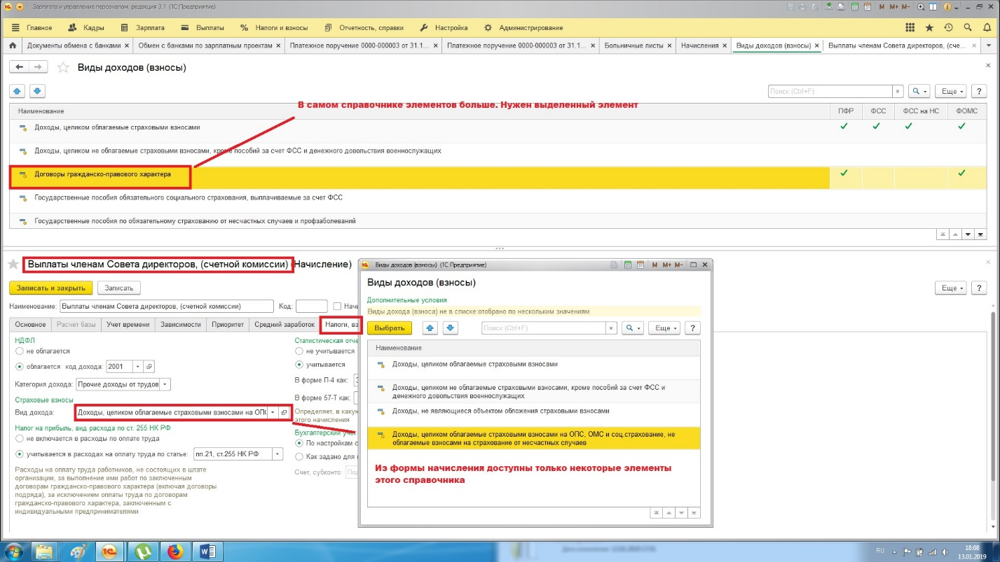 Зарплата и управление персоналом, редакция 3.1 (1С:Предприятие)
M M+ M-
Главное Кадры Зарплата Выплаты Налоги и взносы Отчетность, справки Настройка Администрирование
Документы обмена с банками × Обмен с банками по зарплатным проектам × Платежное поручение 0000-000003 от 31.1... × Платежное поручение 0000-000003 от 31.1... × Больничные листы × Начисления × Виды доходов (взносы) × Выплаты членам Совета директоров, (сче... ×
Виды доходов (взносы)
Поиск (Ctrl+F) × Еще ?
В самом справочнике элементов больше. Нужен выделенный элемент
Наименование ПФР ФСС ФСС на НС ФОМС
Доходы, целиком облагаемые страховыми взносами
Доходы, целиком не облагаемые страховыми взносами, кроме пособий за счет ФСС и денежного довольствия военнослужащих
Договоры гражданско-правового характера
Государственные пособия обязательного социального страхования, выплачиваемые за счет ФСС
Государственные пособия по обязательному страхованию от несчастных случаев и профзаболеваний
Выплаты членам Совета директоров, (счетной комиссии) (Начисление)
Записать и закрыть Записать Еще ?
Наименование: Выплаты членам Совета директоров, (счетной комиссии) Код: Начи
Основное Расчет базы Учет времени Зависимости Приоритет Средний заработок Налоги, вз
НДФЛ
не облагается
облагается код дохода: 2001
Категория дохода: Прочие доходы от трудов
Страховые взносы
Вид дохода: Доходы, целиком облагаемые страховыми взносами на ОПС
Налог на прибыль, вид расхода по ст. 255 НК РФ
не включается в расходы по оплате труда
учитывается в расходах на оплату труда по статье: пп.21, ст.255 НК РФ
Расходы на оплату труда работников, не состоящих в штате
организации, за выполнение ими работ по заключенным
договорам гражданско-правового характера (включая договоры
подряда), за исключением оплаты труда по договорам
гражданско-правового характера, заключенным с
индивидуальными предпринимателями
Статистическая отче
не учитывается
учитывается
В форме П-4 как:
В форме 57-Т как:
Определяет, в каку
этого начисления
Бухгалтерский учет
По настройкам с
Как задано для
Счет, субконто: Под
Виды доходов (взносы) (1С:Предприятие)
M M+ M-
Виды доходов (взносы)
Дополнительные условия
Виды дохода (взноса) не в списке:отобрано по нескольким значениям
Выбрать Поиск (Ctrl+F) × Еще ?
Наименование
Доходы, целиком облагаемые страховыми взносами
Доходы, целиком не облагаемые страховыми взносами, кроме пособий за счет ФСС и
денежного довольствия военнослужащих
Доходы, не являющиеся объектом обложения страховыми взносами
Доходы, целиком облагаемые страховыми взносами на ОПС, ОМС и соц.страхование, не
облагаемые взносами на страхование от несчастных случаев
Из формы начисления доступны только некоторые элементы
этого справочника
RU 18:08
13.01.2019